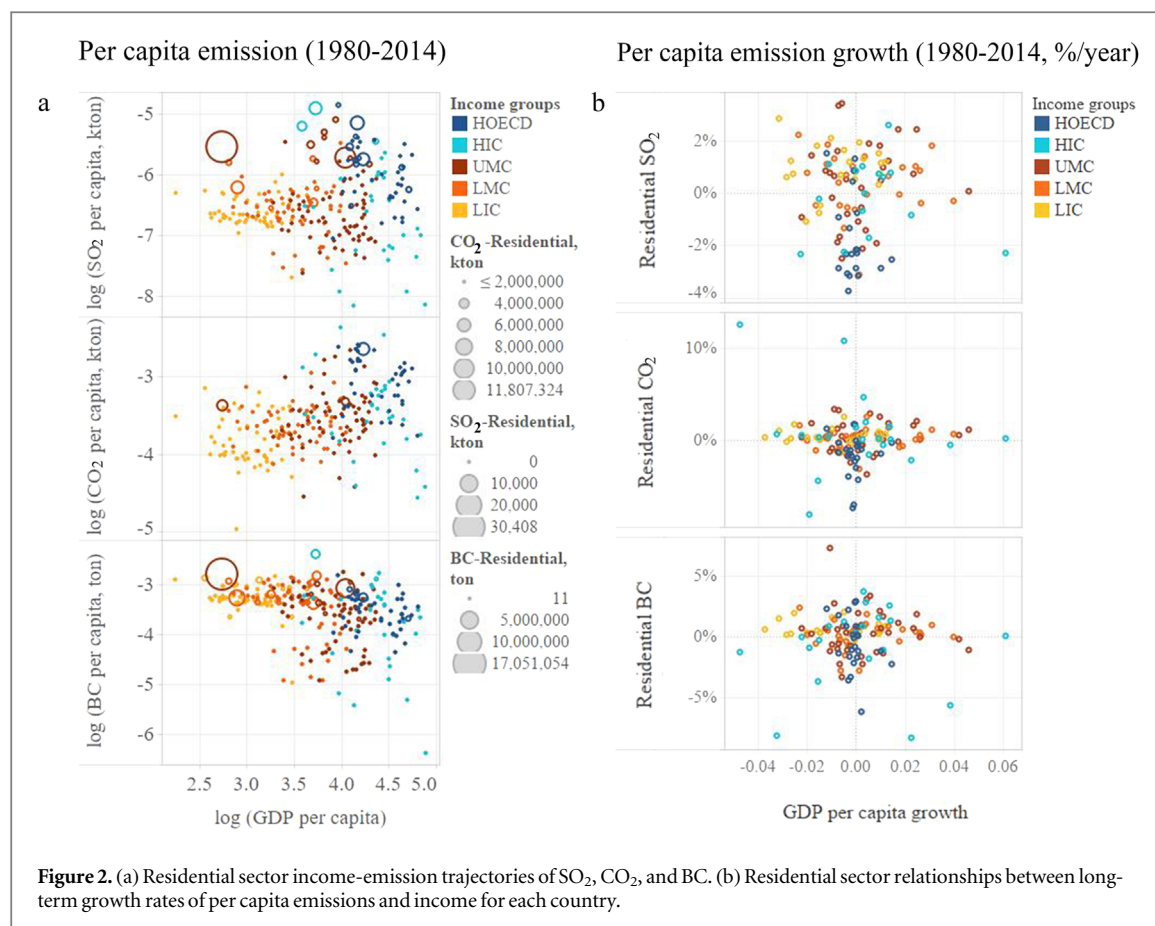 Per capita emission (1980-2014)
a
log (SO2 per capita, kton)
-5
-6
-7
-8
log (CO2 per capita, kton)
-3
-4
-5
log (BC per capita, ton)
-3
-4
-5
-6
2.5 3.0 3.5 4.0 4.5 5.0
log (GDP per capita)
Income groups
HOECD
HIC
UMC
LMC
LIC
CO2 -Residential,
kton
≤ 2,000,000
4,000,000
6,000,000
8,000,000
10,000,000
11,807,324
SO2-Residential,
kton
0
10,000
20,000
30,408
BC-Residential,
ton
11
5,000,000
10,000,000
17,051,054
Per capita emission growth (1980-2014, %/year)
b
Residential SO2
2%
0%
-2%
-4%
Residential CO2
10%
0%
Residential BC
5%
0%
-5%
-0.04 -0.02 0.00 0.02 0.04 0.06
GDP per capita growth
Income groups
HOECD
HIC
UMC
LMC
LIC
Figure 2. (a) Residential sector income-emission trajectories of SO2, CO2, and BC. (b) Residential sector relationships between long-
term growth rates of per capita emissions and income for each country.